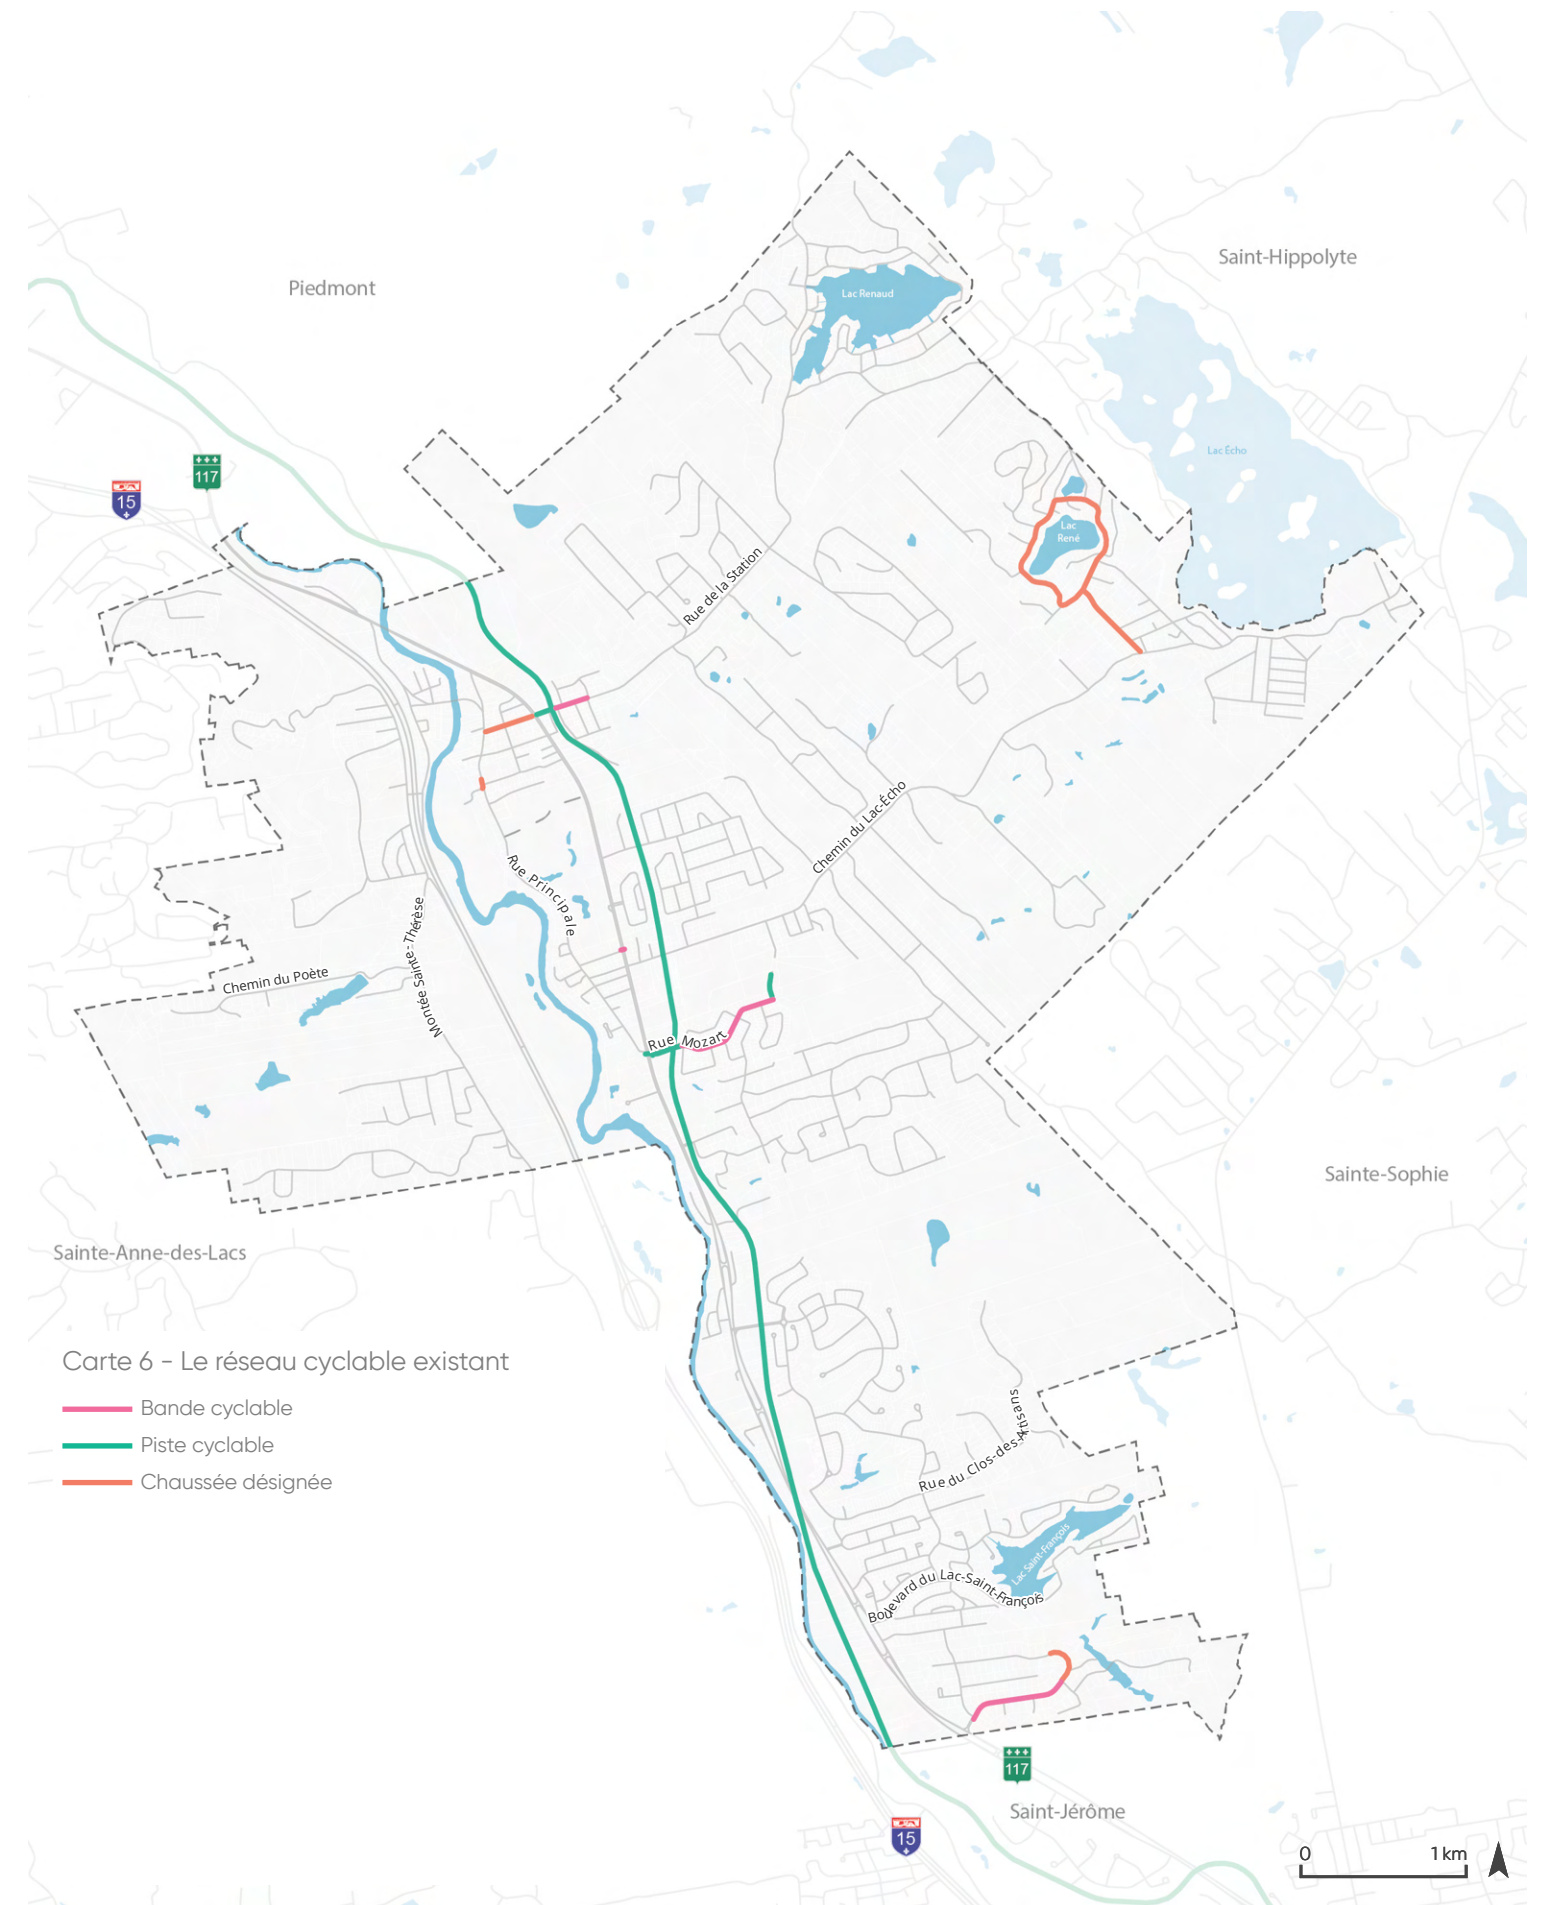 Saint-Hippolyte
Piedmont
Lac Renaud
Lac Écho
117
15
Lac
René
Rue de la Station
Chemin du Lac-Écho
Rue Principale
Montée Sainte-Thérèse
Chemin du Poète
Rue Mozart
Sainte-Sophie
Sainte-Anne-des-Lacs
Carte 6 - Le réseau cyclable existant
Bande cyclable
Piste cyclable
Chaussée désignée
Rue du Clos-des-Artisans
Lac Saint-François
Boulevard du Lac-Saint-François
117
Saint-Jérôme
15
0 1 km